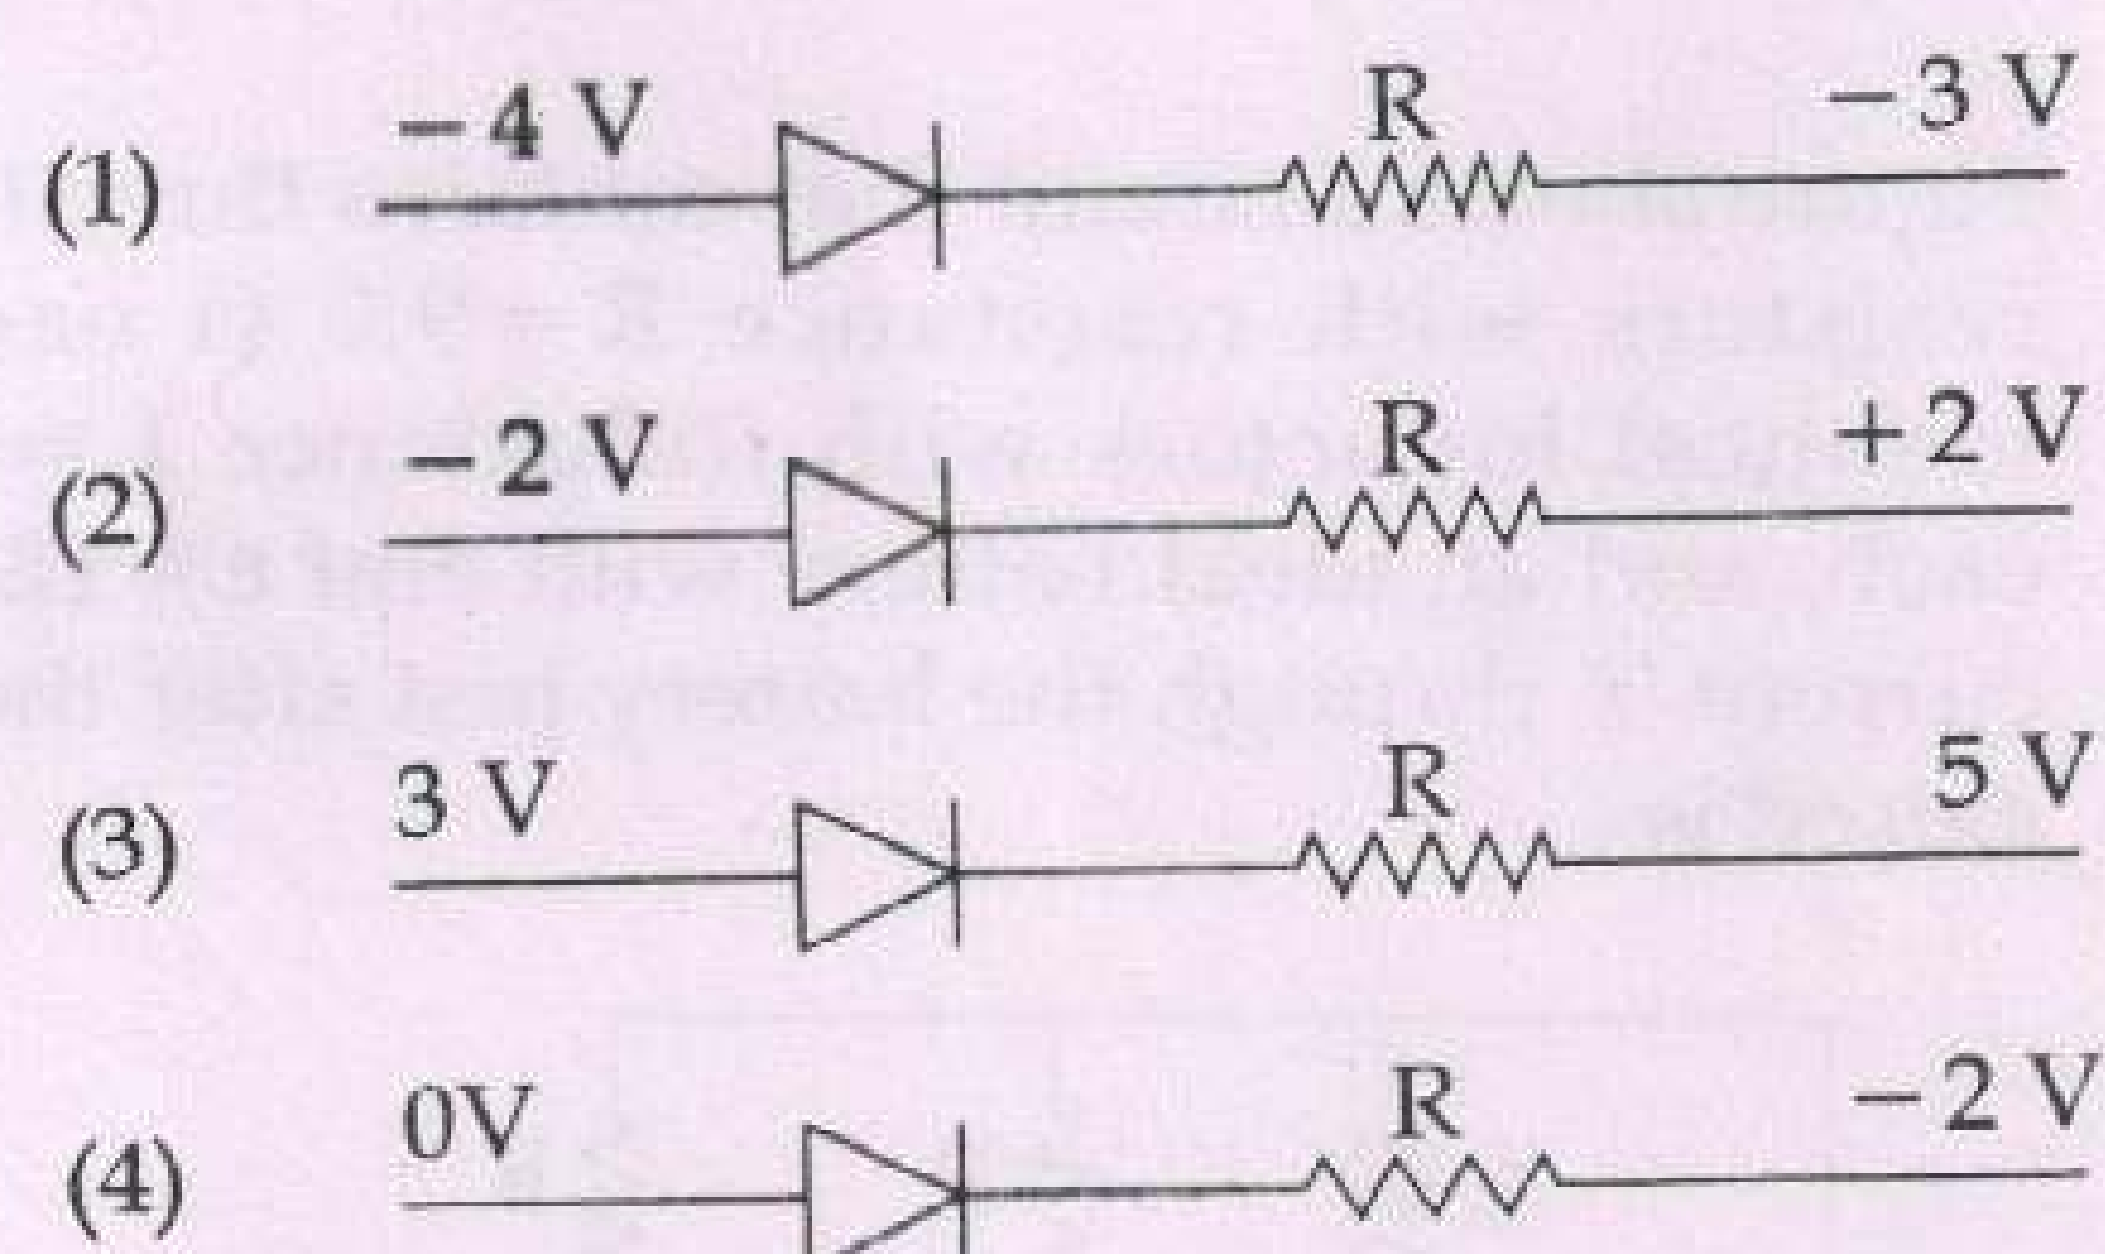 (1) − 4 V R − 3 V
(2) − 2 V R + 2 V
(3) 3 V R 5 V
(4) 0V R − 2 V